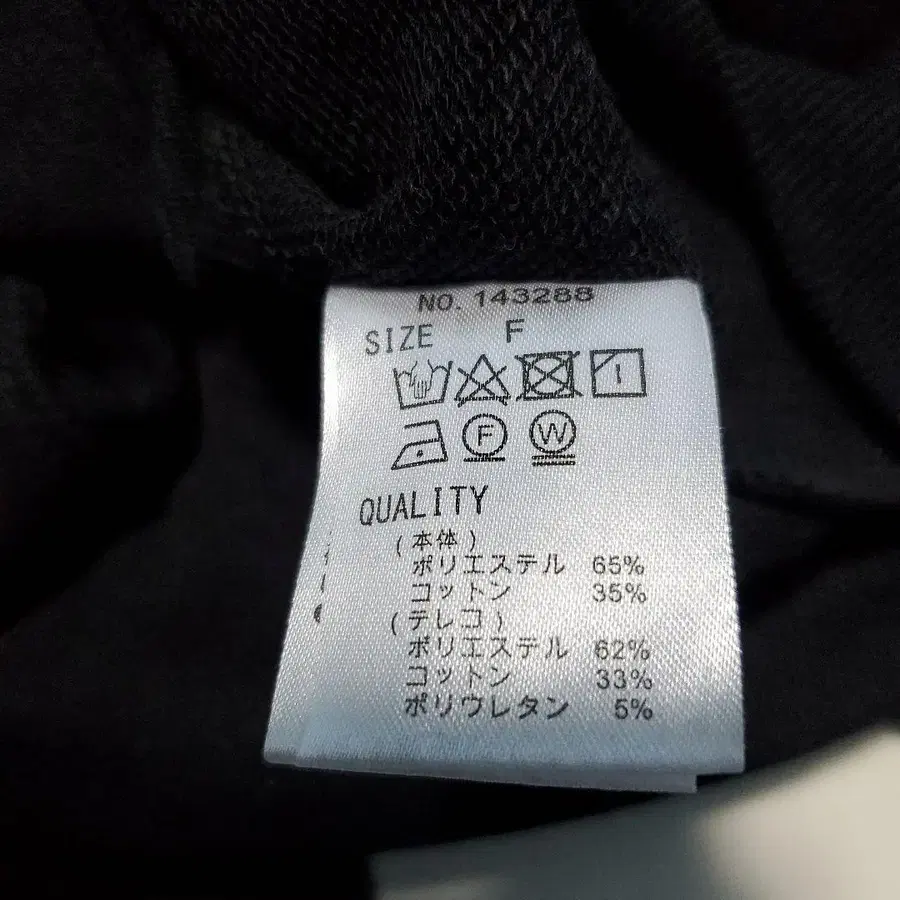 NO. 143288
SIZE F
F W
QUALITY
(本体)
ポリエステル 65%
コットン 35%
(テレコ)
ポリエステル 62%
コットン 33%
ポリウレタン 5%